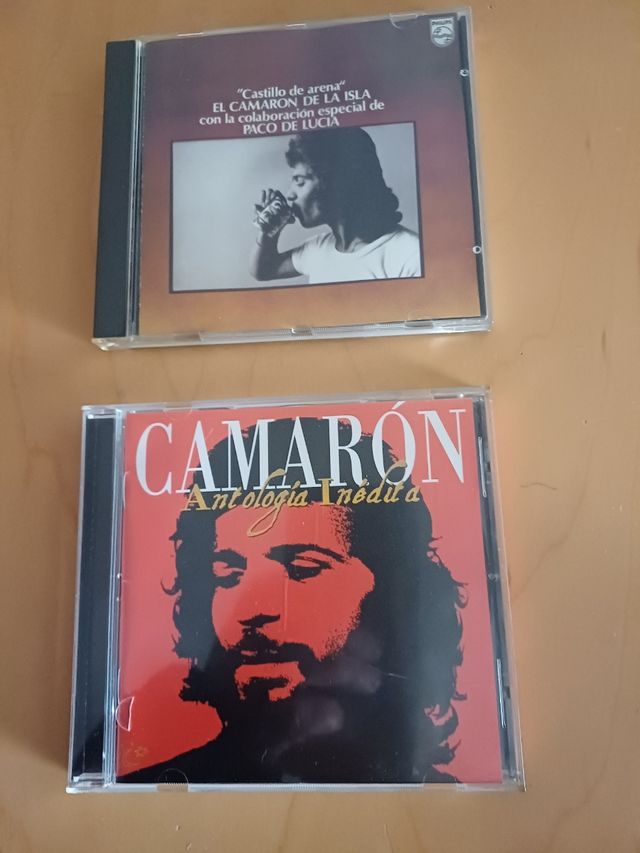 PHILIPS
"Castillo de arena"
EL CAMARON DE LA ISLA
con la colaboración especial de
PACO DE LUCIA
CAMARÓN
Antología Inédita